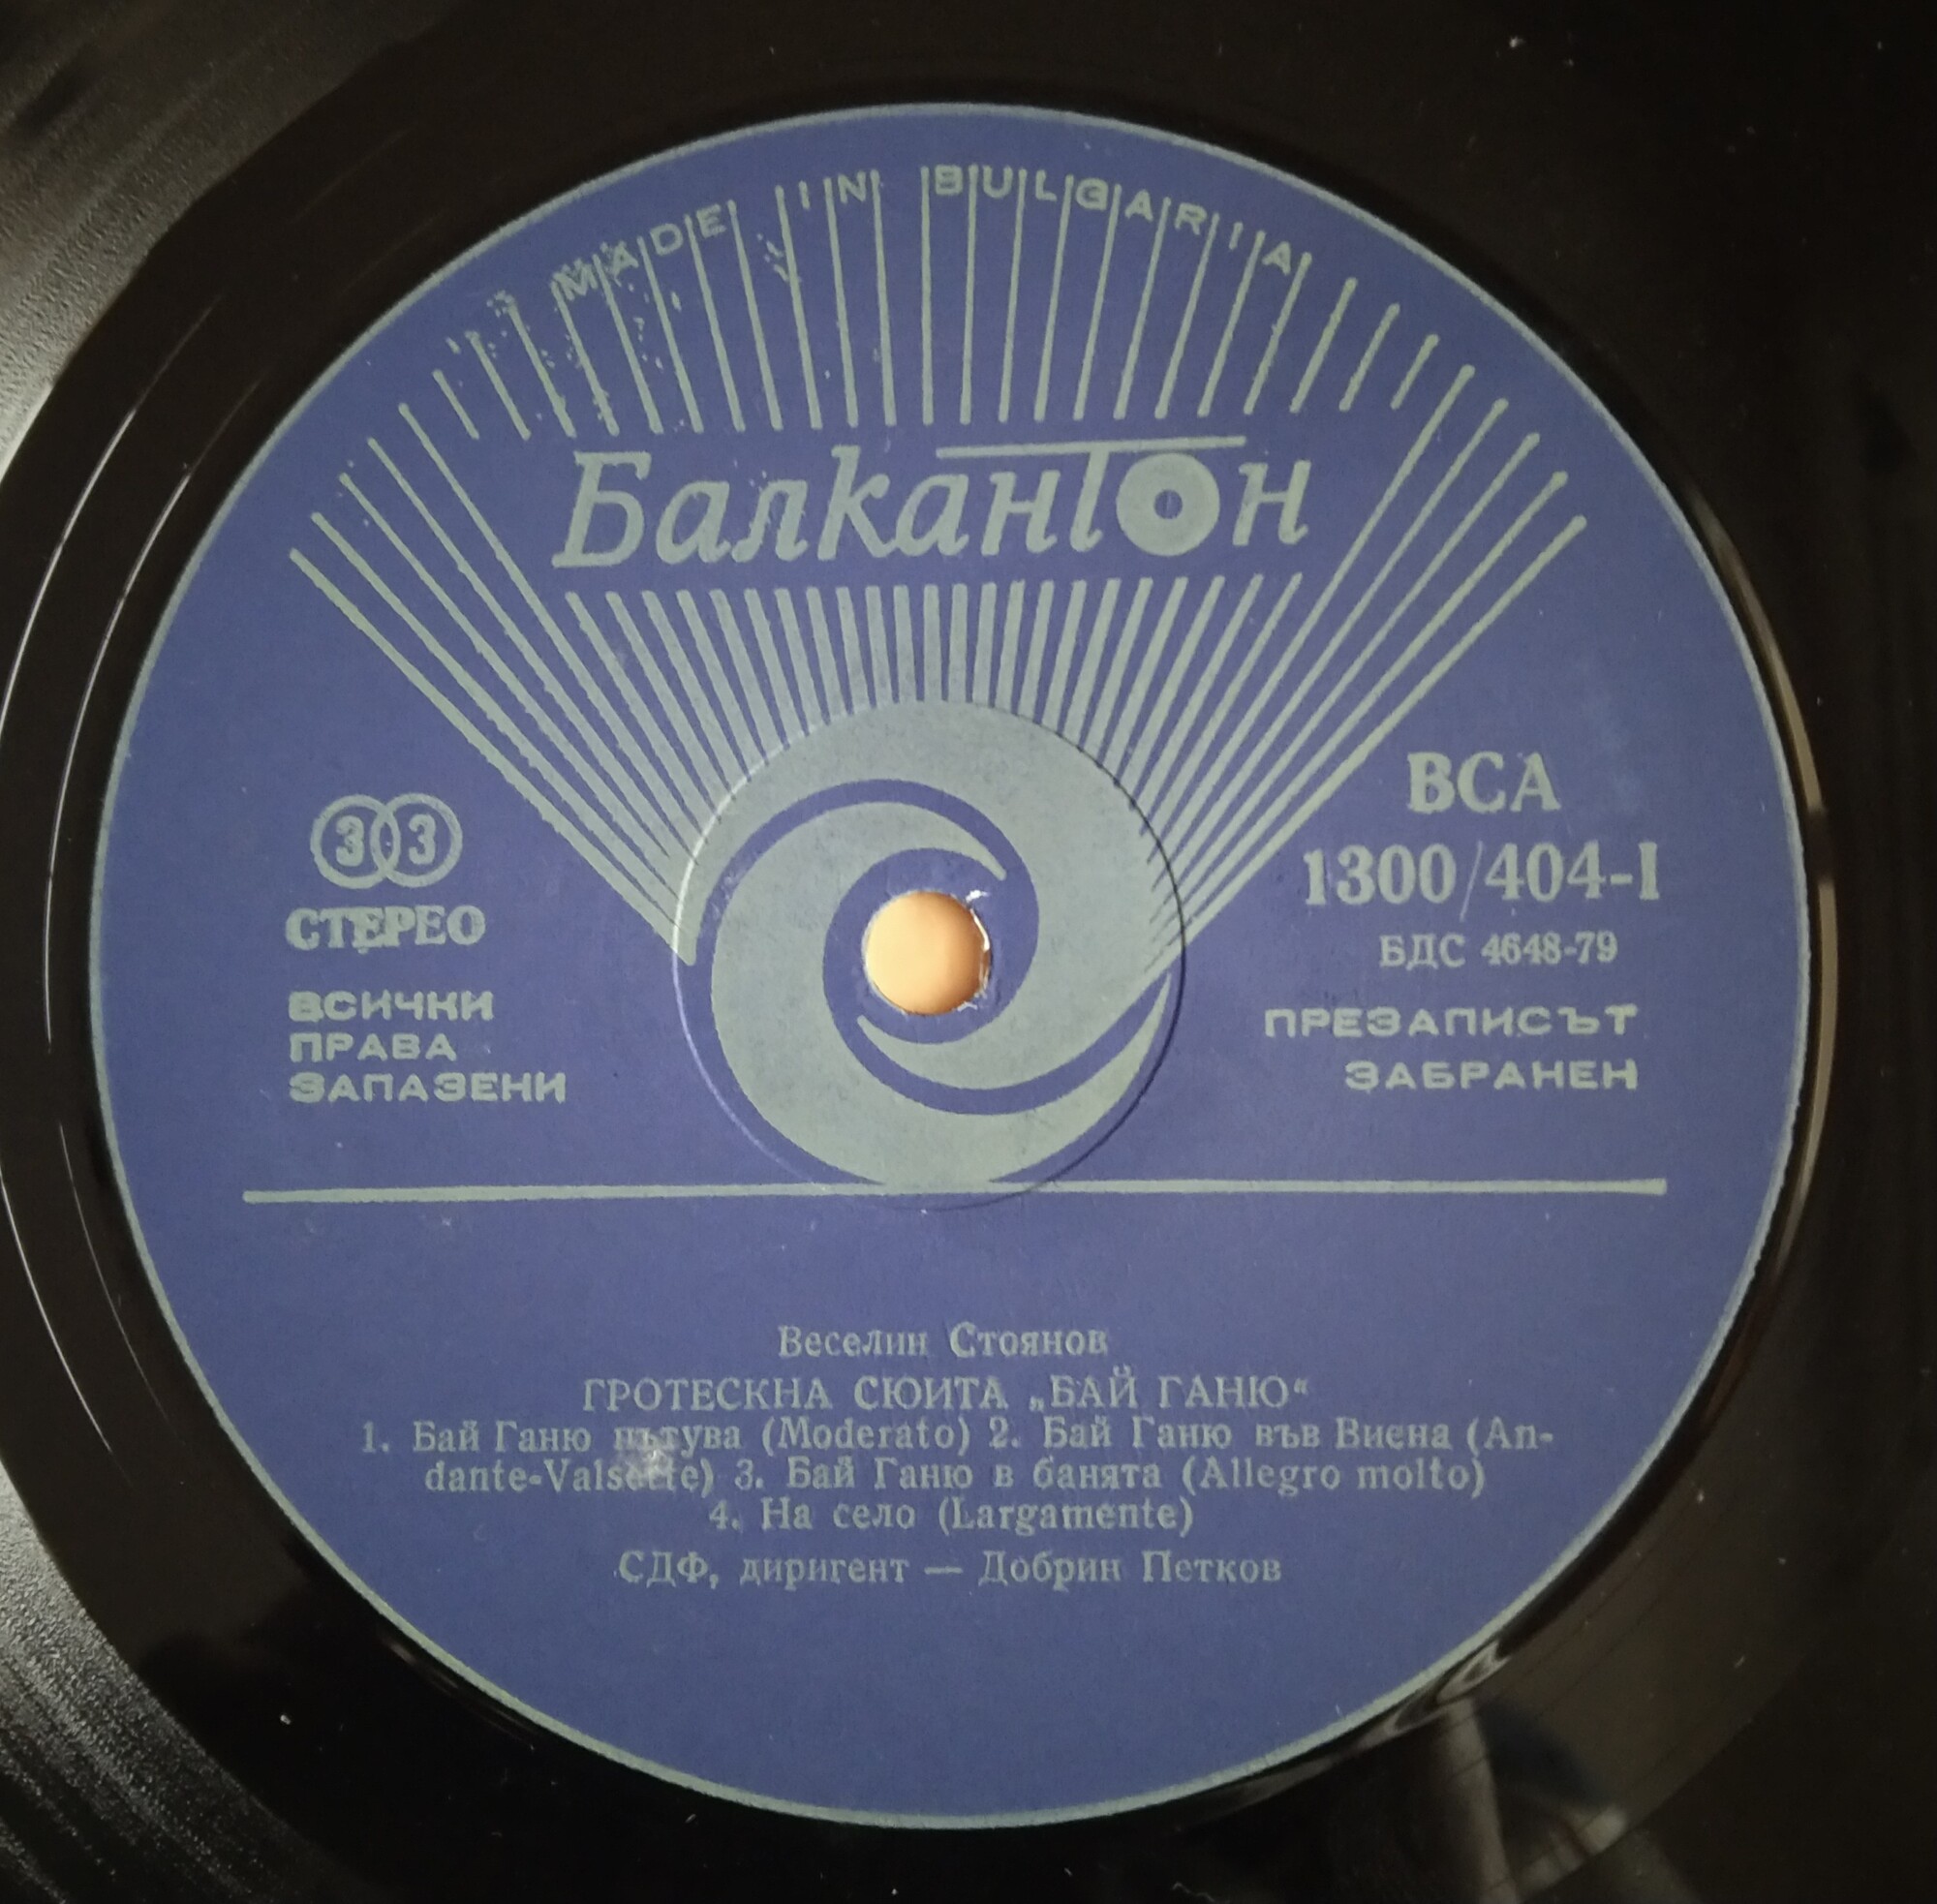 MADE IN BULGARIA
Балкантон
33
СТЕРЕО
ВСИЧКИ
ПРАВА
ЗАПАЗЕНИ
ВСА
1300/404-I
БДС 4648-79
ПРЕЗАПИСЪТ
ЗАБРАНЕН
Веселин Стоянов
ГРОТЕСКНА СЮИТА „БАЙ ГАНЮ“
1. Бай Ганю пътува (Moderato) 2. Бай Ганю във Виена (An-
dante-Valsette) 3. Бай Ганю в банята (Allegro molto)
4. На село (Largamente)
СДФ, диригент — Добрин Петков